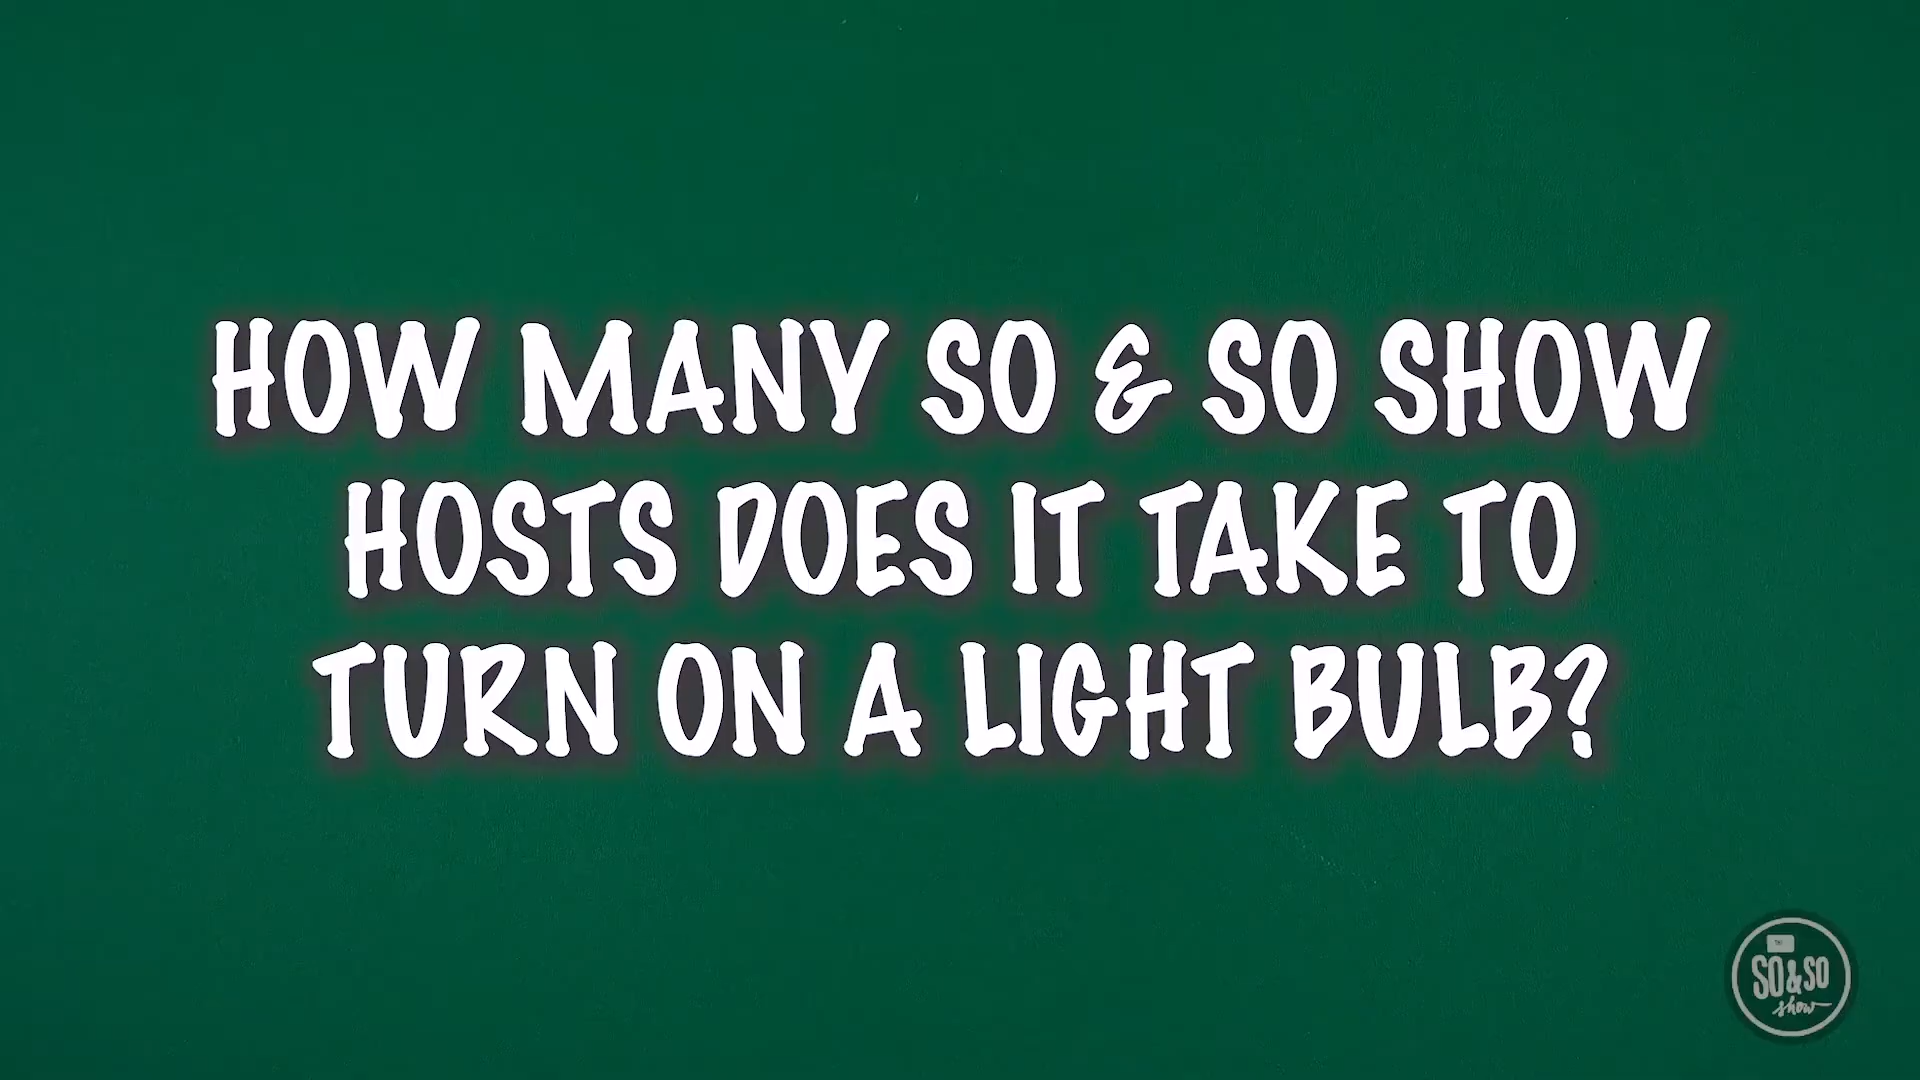 HOW MANY SO & SO SHOW
HOSTS DOES IT TAKE TO
TURN ON A LIGHT BULB?
SO & SO
show